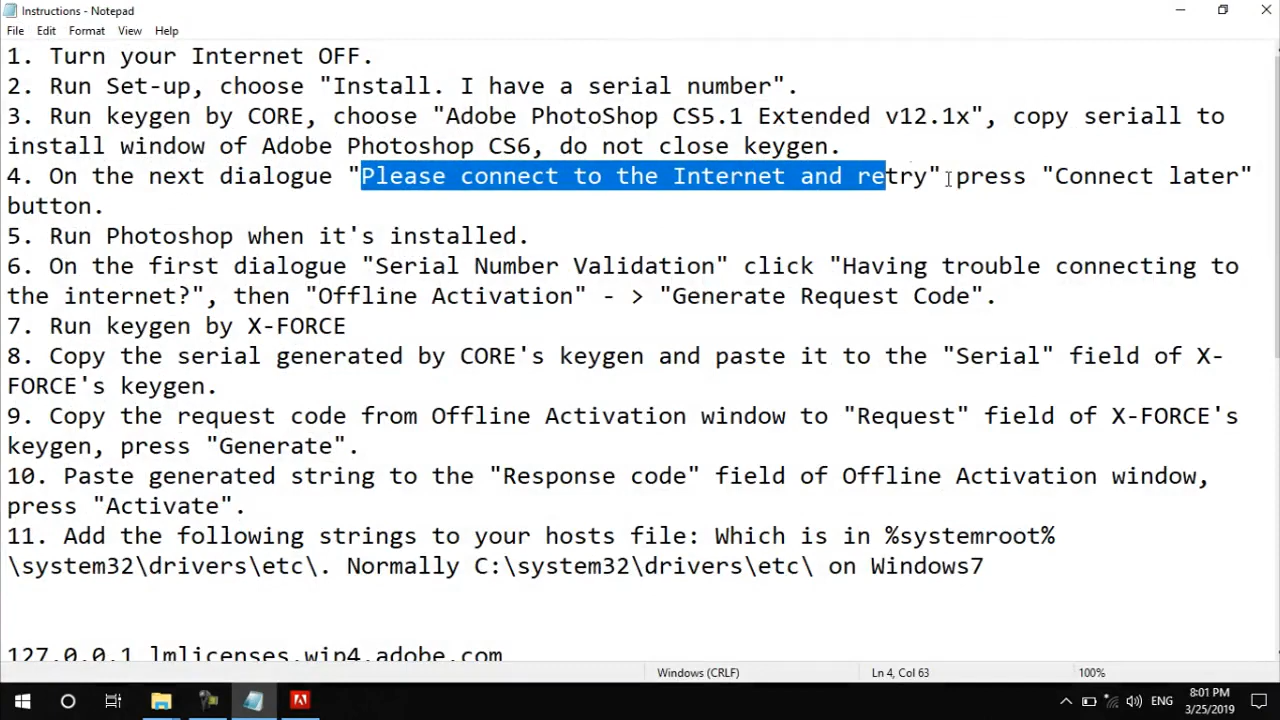 Instructions - Notepad
File Edit Format View Help
1. Turn your Internet OFF.
2. Run Set-up, choose "Install. I have a serial number".
3. Run keygen by CORE, choose "Adobe PhotoShop CS5.1 Extended v12.1x", copy seriall to
install window of Adobe Photoshop CS6, do not close keygen.
4. On the next dialogue "Please connect to the Internet and retry" press "Connect later"
button.
5. Run Photoshop when it's installed.
6. On the first dialogue "Serial Number Validation" click "Having trouble connecting to
the internet?", then "Offline Activation" - > "Generate Request Code".
7. Run keygen by X-FORCE
8. Copy the serial generated by CORE's keygen and paste it to the "Serial" field of X-
FORCE's keygen.
9. Copy the request code from Offline Activation window to "Request" field of X-FORCE's
keygen, press "Generate".
10. Paste generated string to the "Response code" field of Offline Activation window,
press "Activate".
11. Add the following strings to your hosts file: Which is in %systemroot%
\system32\drivers\etc\. Normally C:\system32\drivers\etc\ on Windows7
127.0.0.1 lmlicenses.wip4.adobe.com
Windows (CRLF) Ln 4, Col 63 100%
ENG
8:01 PM
3/25/2019